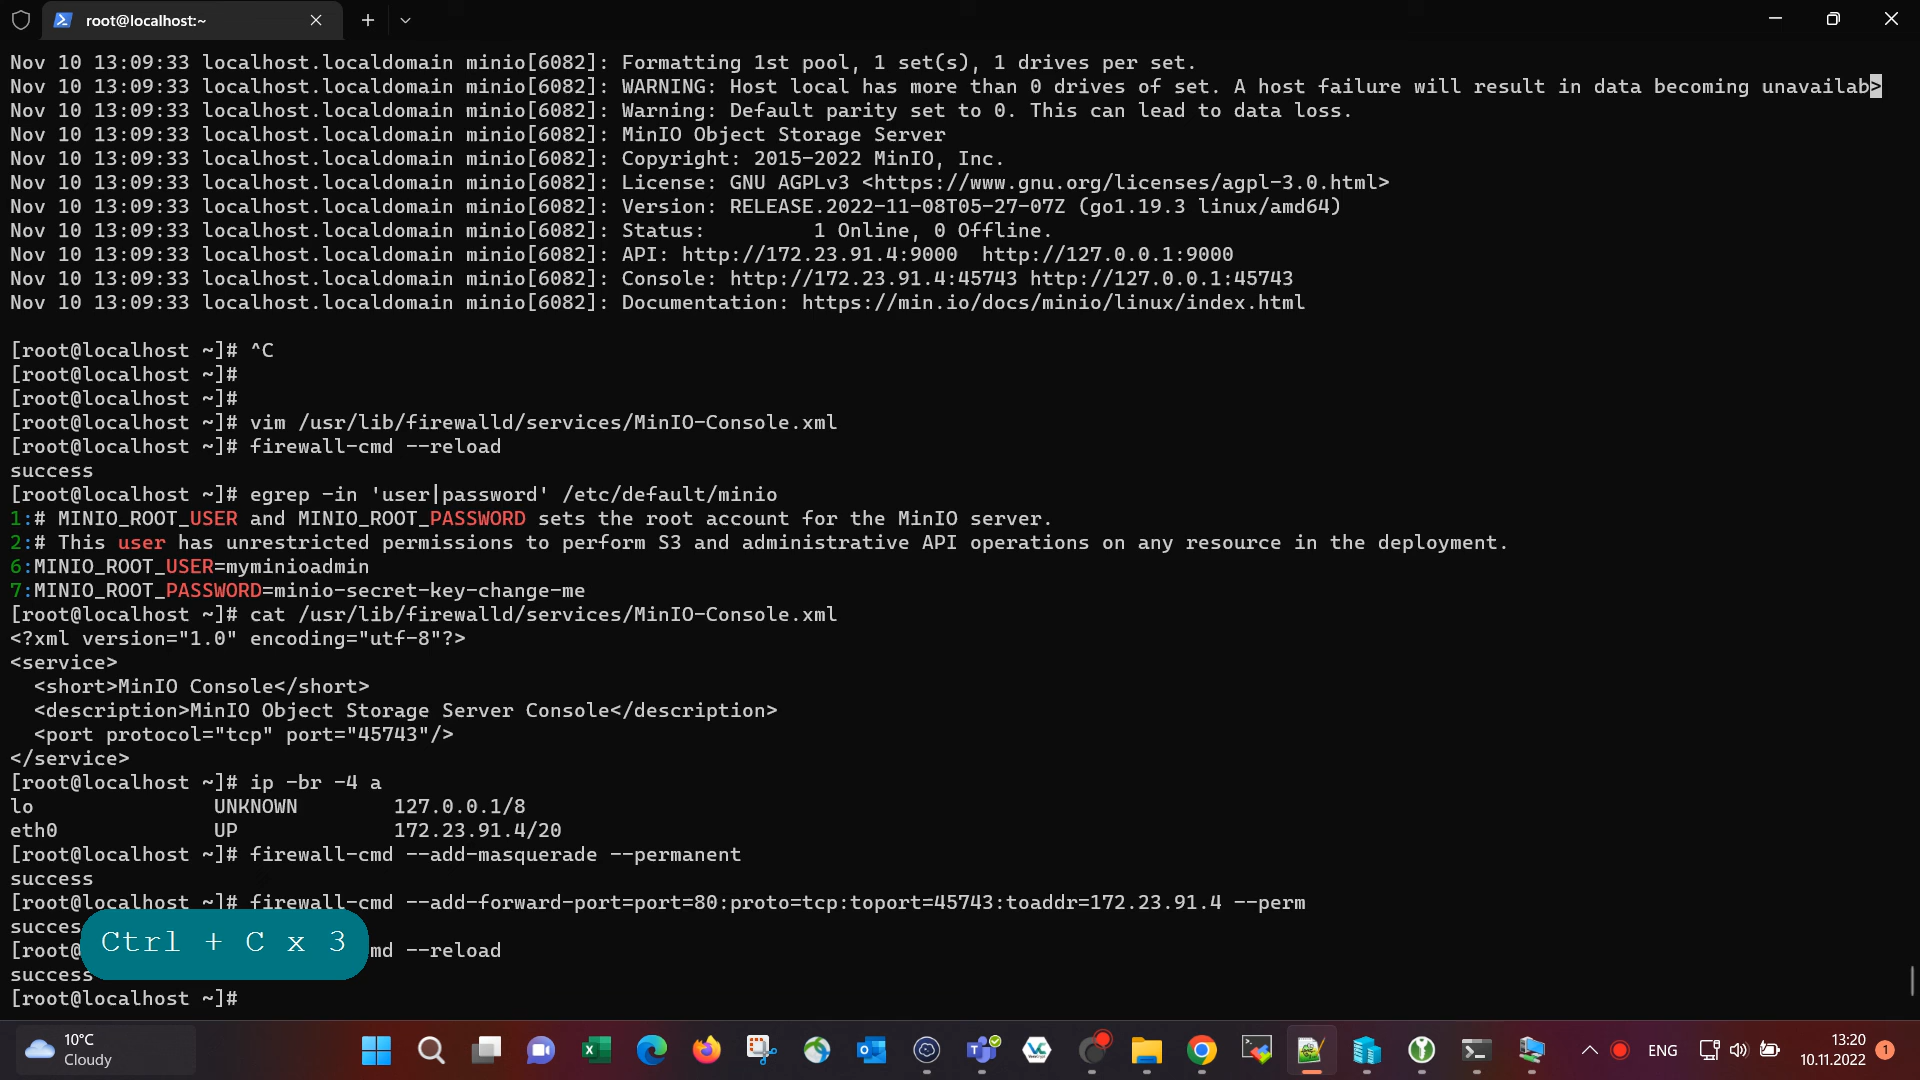 root@localhost:~
Nov 10 13:09:33 localhost.localdomain minio[6082]: Formatting 1st pool, 1 set(s), 1 drives per set.
Nov 10 13:09:33 localhost.localdomain minio[6082]: WARNING: Host local has more than 0 drives of set. A host failure will result in data becoming unavailab>
Nov 10 13:09:33 localhost.localdomain minio[6082]: Warning: Default parity set to 0. This can lead to data loss.
Nov 10 13:09:33 localhost.localdomain minio[6082]: MinIO Object Storage Server
Nov 10 13:09:33 localhost.localdomain minio[6082]: Copyright: 2015-2022 MinIO, Inc.
Nov 10 13:09:33 localhost.localdomain minio[6082]: License: GNU AGPLv3 <https://www.gnu.org/licenses/agpl-3.0.html>
Nov 10 13:09:33 localhost.localdomain minio[6082]: Version: RELEASE.2022-11-08T05-27-07Z (go1.19.3 linux/amd64)
Nov 10 13:09:33 localhost.localdomain minio[6082]: Status:         1 Online, 0 Offline.
Nov 10 13:09:33 localhost.localdomain minio[6082]: API: http://172.23.91.4:9000  http://127.0.0.1:9000
Nov 10 13:09:33 localhost.localdomain minio[6082]: Console: http://172.23.91.4:45743 http://127.0.0.1:45743
Nov 10 13:09:33 localhost.localdomain minio[6082]: Documentation: https://min.io/docs/minio/linux/index.html
[root@localhost ~]# ^C
[root@localhost ~]#
[root@localhost ~]#
[root@localhost ~]# vim /usr/lib/firewalld/services/MinIO-Console.xml
[root@localhost ~]# firewall-cmd --reload
success
[root@localhost ~]# egrep -in 'user|password' /etc/default/minio
1:# MINIO_ROOT_USER and MINIO_ROOT_PASSWORD sets the root account for the MinIO server.
2:# This user has unrestricted permissions to perform S3 and administrative API operations on any resource in the deployment.
6:MINIO_ROOT_USER=myminioadmin
7:MINIO_ROOT_PASSWORD=minio-secret-key-change-me
[root@localhost ~]# cat /usr/lib/firewalld/services/MinIO-Console.xml
<?xml version="1.0" encoding="utf-8"?>
<service>
  <short>MinIO Console</short>
  <description>MinIO Object Storage Server Console</description>
  <port protocol="tcp" port="45743"/>
</service>
[root@localhost ~]# ip -br -4 a
lo               UNKNOWN        127.0.0.1/8
eth0             UP             172.23.91.4/20
[root@localhost ~]# firewall-cmd --add-masquerade --permanent
success
[root@localhost ~]# firewall-cmd --add-forward-port=port=80:proto=tcp:toport=45743:toaddr=172.23.91.4 --perm
succes
[root@ md --reload
Ctrl + C x 3
success
[root@localhost ~]#
10°C
Cloudy
ENG
13:20
10.11.2022
1